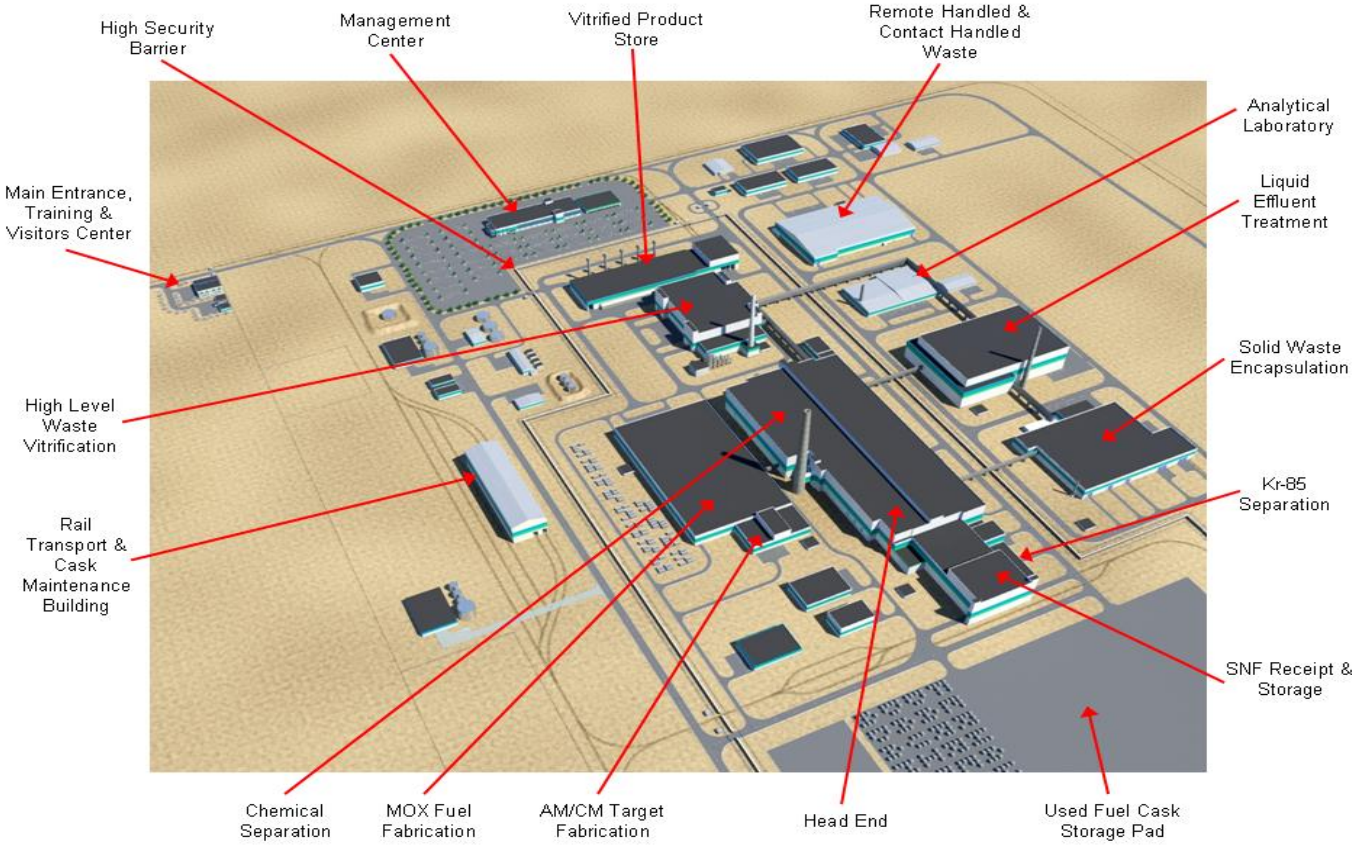 High Security
Barrier
Management
Center
Vitrified Product
Store
Remote Handled &
Contact Handled
Waste
Analytical
Laboratory
Main Entrance,
Training &
Visitors Center
Liquid
Effluent
Treatment
High Level
Waste
Vitrification
Solid Waste
Encapsulation
Rail
Transport &
Cask
Maintenance
Building
Kr-85
Separation
SNF Receipt &
Storage
Chemical
Separation
MOX Fuel
Fabrication
AM/CM Target
Fabrication
Head End
Used Fuel Cask
Storage Pad